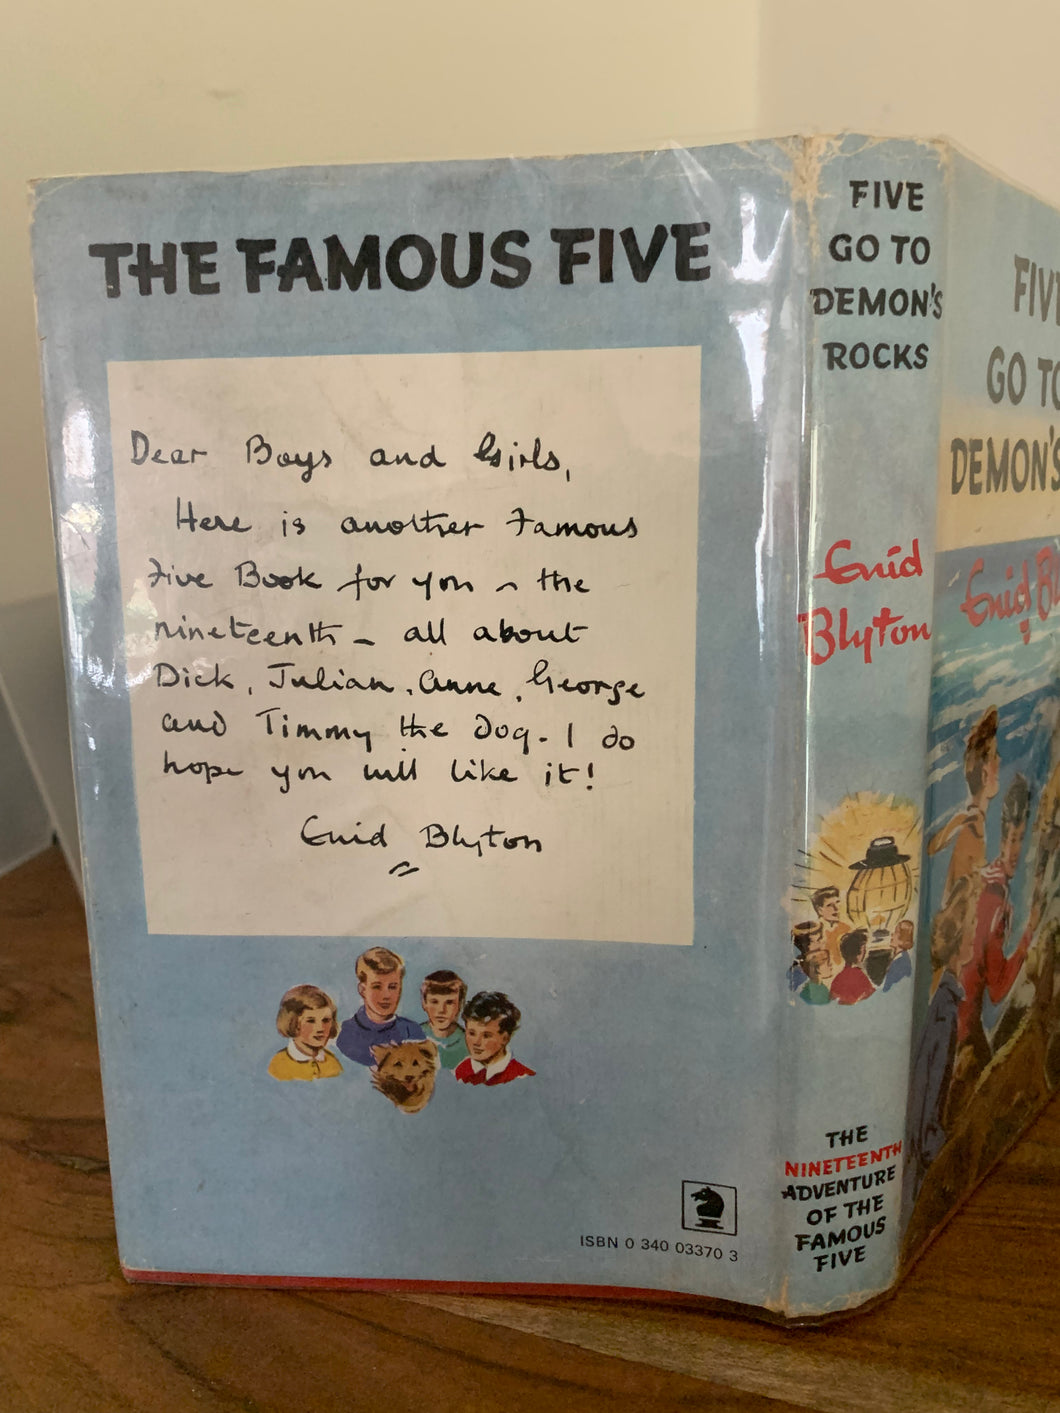 THE FAMOUS FIVE
Dear Boys and Girls,
Here is another Famous
Five Book for you - the
nineteenth - all about
Dick, Julian, Anne, George
and Timmy the dog. I do
hope you will like it!
Enid Blyton
ISBN 0 340 03370 3
FIVE
GO TO
DEMON'S
ROCKS
Enid
Blyton
THE
NINETEENTH
ADVENTURE
OF THE
FAMOUS
FIVE
FIVE
GO TO
DEMON'S
Enid Bl